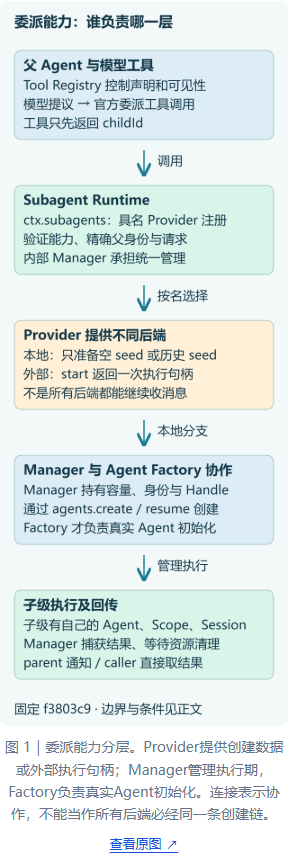 委派能力：谁负责哪一层
父 Agent 与模型工具
Tool Registry 控制声明和可见性
模型提议 → 官方委派工具调用
工具只先返回 childId
调用
Subagent Runtime
ctx.subagents：具名 Provider 注册
验证能力、精确父身份与请求
内部 Manager 承担统一管理
按名选择
Provider 提供不同后端
本地：只准备空 seed 或历史 seed
外部：start 返回一次执行句柄
不是所有后端都能继续收消息
本地分支
Manager 与 Agent Factory 协作
Manager 持有容量、身份与 Handle
通过 agents.create / resume 创建
Factory 才负责真实 Agent 初始化
管理执行
子级执行及回传
子级有自己的 Agent、Scope、Session
Manager 捕获结果、等待资源清理
parent 通知 / caller 直接取结果
固定 f3803c9 · 边界与条件见正文
图 1｜委派能力分层。Provider提供创建数据
或外部执行句柄；Manager管理执行期，
Factory负责真实Agent初始化。连接表示协
作，不能当作所有后端必经同一条创建链。
查看原图 ↗